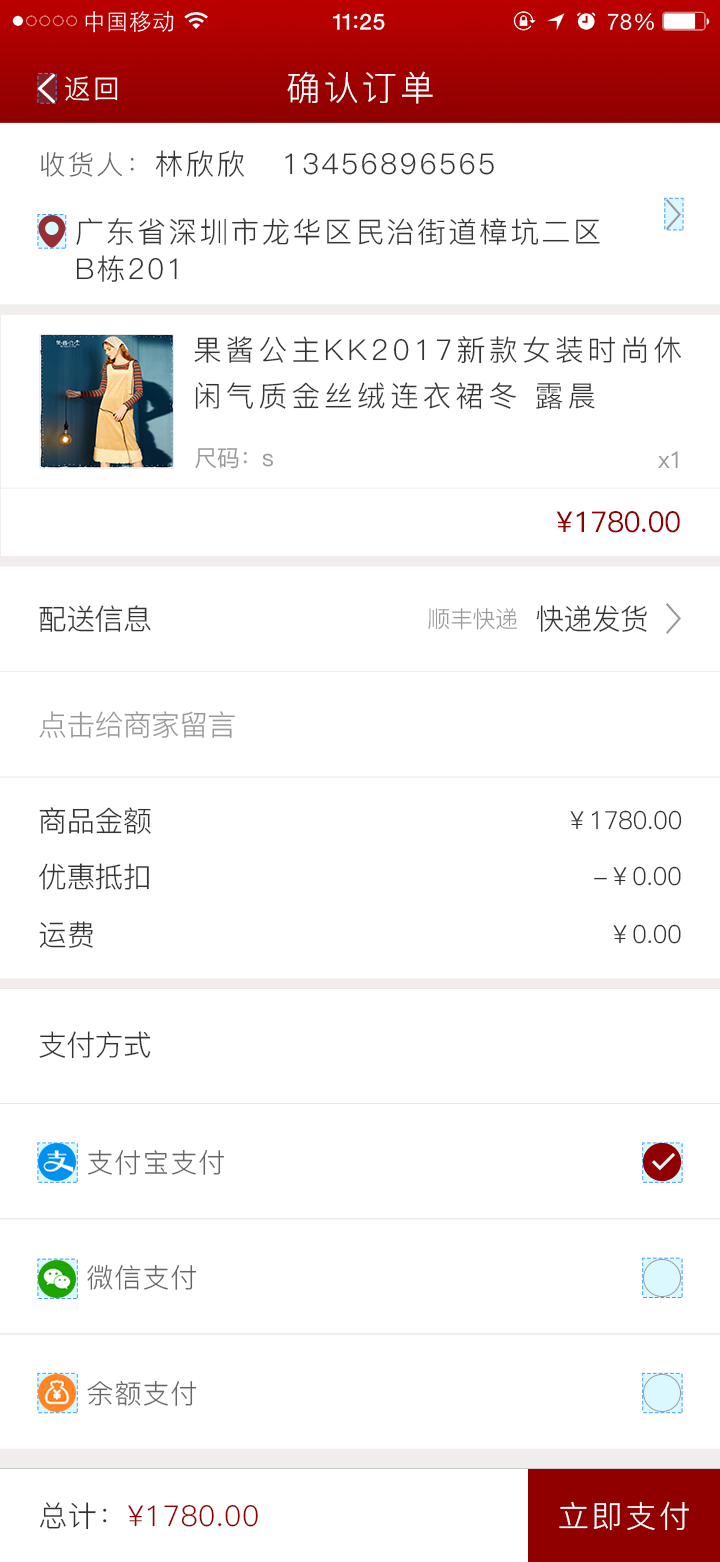 中国移动 11:25 78%
返回 确认订单
收货人：林欣欣 13456896565
广东省深圳市龙华区民治街道樟坑二区
B栋201
果酱公主KK2017新款女装时尚休
闲气质金丝绒连衣裙冬 露晨
尺码：s x1
¥1780.00
配送信息 顺丰快递 快递发货
点击给商家留言
商品金额 ¥1780.00
优惠抵扣 –¥0.00
运费 ¥0.00
支付方式
支付宝支付
微信支付
余额支付
总计：¥1780.00 立即支付